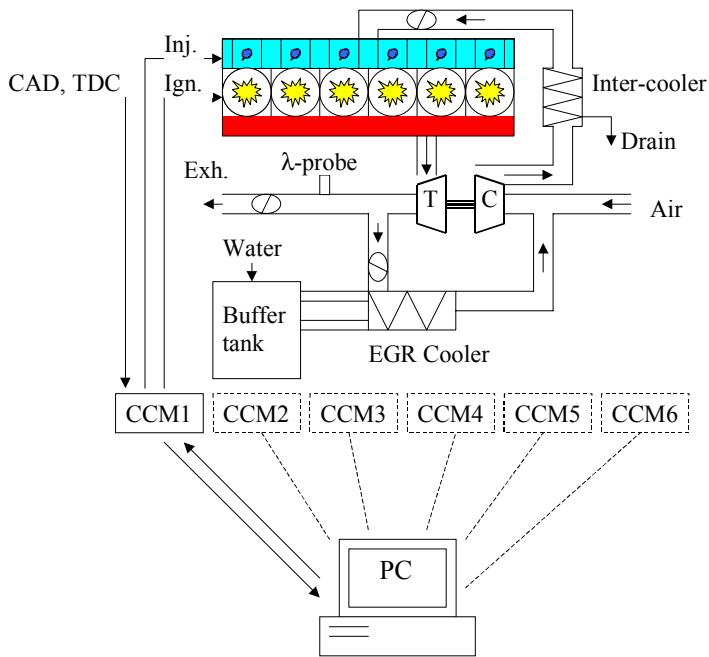 Inj.
CAD, TDC
Ign.
Inter-cooler
Drain
Exh.
λ-probe
T
C
Air
Water
Buffer
tank
EGR Cooler
CCM1
CCM2
CCM3
CCM4
CCM5
CCM6
PC